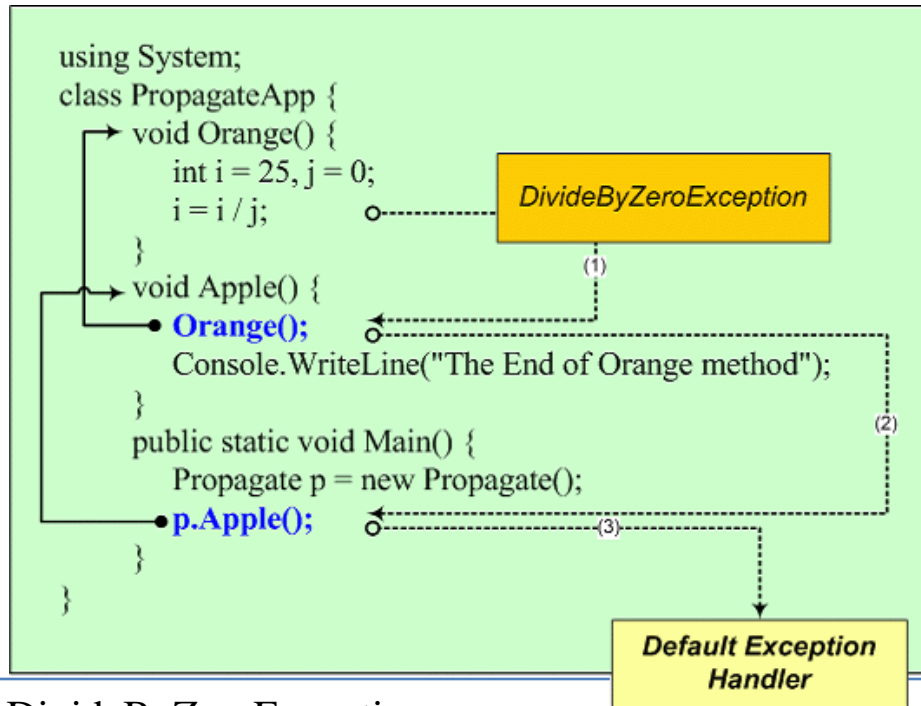 using System;
class PropagateApp {
void Orange() {
int i = 25, j = 0;
i = i / j;
DivideByZeroException
}
(1)
void Apple() {
Orange();
Console.WriteLine("The End of Orange method");
}
(2)
public static void Main() {
Propagate p = new Propagate();
p.Apple();
(3)
}
}
Default Exception
Handler